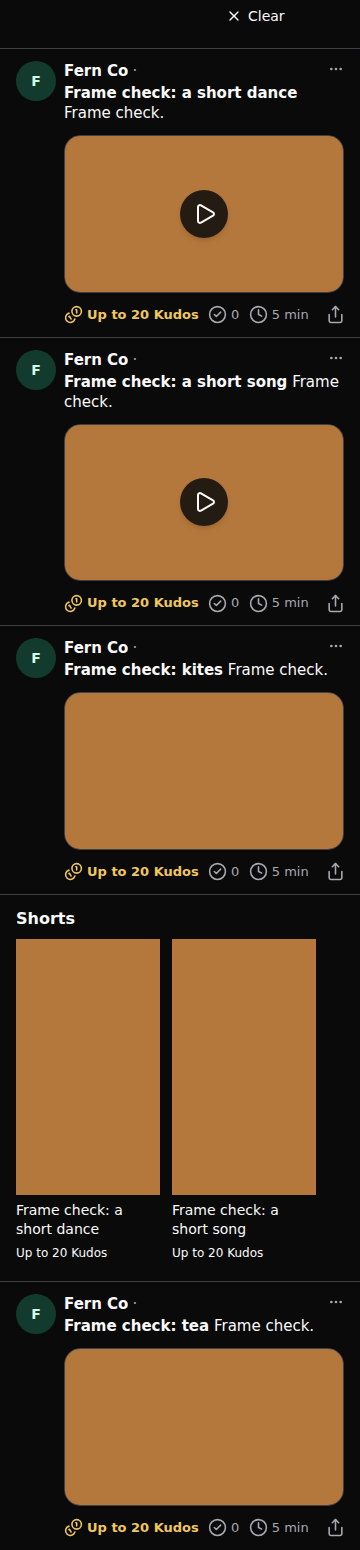 Clear
F
Fern Co ·
Frame check: a short dance
Frame check.
Up to 20 Kudos 0 5 min
F
Fern Co ·
Frame check: a short song Frame
check.
Up to 20 Kudos 0 5 min
F
Fern Co ·
Frame check: kites Frame check.
Up to 20 Kudos 0 5 min
Shorts
Frame check: a
short dance
Up to 20 Kudos
Frame check: a
short song
Up to 20 Kudos
F
Fern Co ·
Frame check: tea Frame check.
Up to 20 Kudos 0 5 min